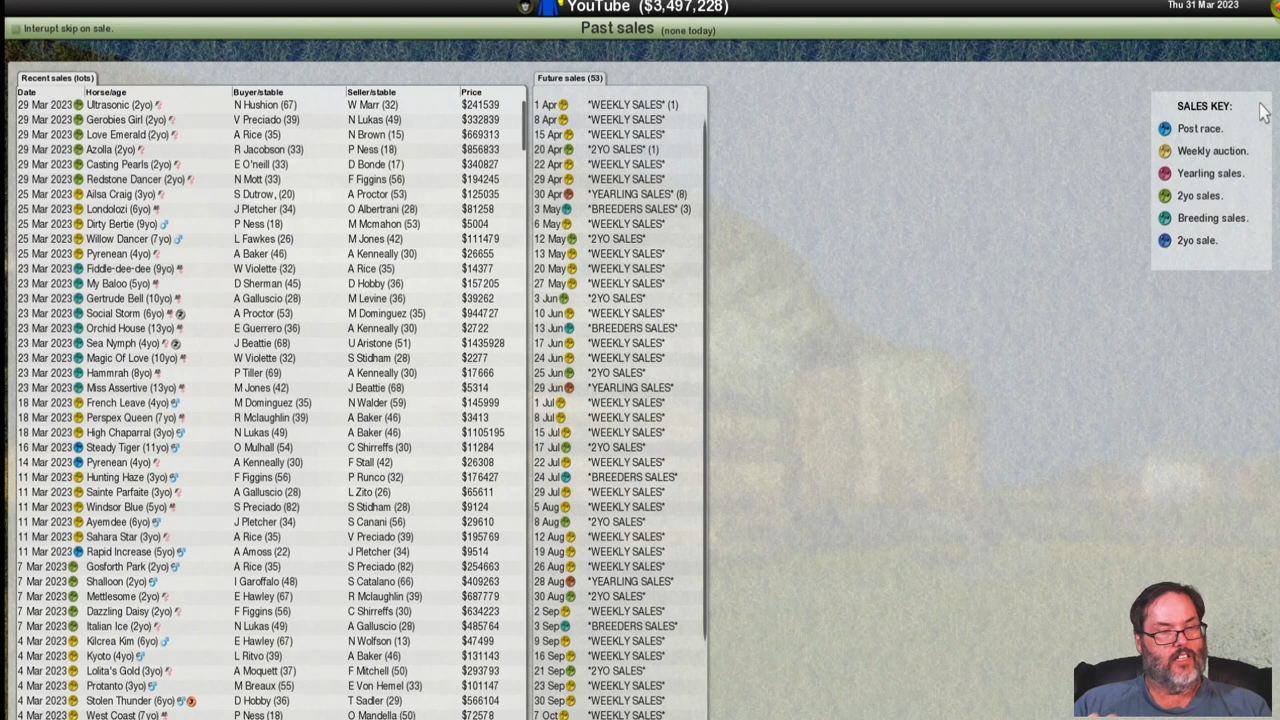 YouTube ($3,497,228)
Thu 31 Mar 2023
Interupt skip on sale.
Past sales (none today)
Recent sales (lots)
Date Horse/age Buyer/stable Seller/stable Price
29 Mar 2023 Ultrasonic (2yo) N Hushion (67) W Marr (32) $241539
29 Mar 2023 Gerobies Girl (2yo) V Preciado (39) N Lukas (49) $332839
29 Mar 2023 Love Emerald (2yo) A Rice (35) N Brown (15) $669313
29 Mar 2023 Azolla (2yo) R Jacobson (33) P Ness (18) $856833
29 Mar 2023 Casting Pearls (2yo) E O'neill (33) D Bonde (17) $340827
29 Mar 2023 Redstone Dancer (2yo) N Mott (33) F Figgins (56) $194245
25 Mar 2023 Ailsa Craig (3yo) S Dutrow, (20) A Proctor (53) $125035
25 Mar 2023 Londolozi (6yo) J Pletcher (34) O Albertrani (28) $81258
25 Mar 2023 Dirty Bertie (9yo) P Ness (18) M Mcmahon (53) $5004
25 Mar 2023 Willow Dancer (7yo) L Fawkes (26) M Jones (42) $111479
25 Mar 2023 Pyrenean (4yo) A Baker (46) A Kenneally (30) $26655
23 Mar 2023 Fiddle-dee-dee (9yo) W Violette (32) A Rice (35) $14377
23 Mar 2023 My Baloo (5yo) D Sherman (45) D Hobby (36) $157205
23 Mar 2023 Gertrude Bell (10yo) A Galluscio (28) M Levine (36) $39262
23 Mar 2023 Social Storm (6yo) A Proctor (53) M Dominguez (35) $944727
23 Mar 2023 Orchid House (13yo) E Guerrero (36) A Kenneally (30) $2722
23 Mar 2023 Sea Nymph (4yo) J Beattie (68) U Aristone (51) $1435928
23 Mar 2023 Magic Of Love (10yo) W Violette (32) S Stidham (28) $2277
23 Mar 2023 Hammrah (8yo) P Tiller (69) A Kenneally (30) $17666
23 Mar 2023 Miss Assertive (13yo) M Jones (42) J Beattie (68) $5314
18 Mar 2023 French Leave (4yo) M Dominguez (35) N Walder (59) $145999
18 Mar 2023 Perspex Queen (7yo) R Mclaughlin (39) A Baker (46) $3413
18 Mar 2023 High Chaparral (3yo) N Lukas (49) A Baker (46) $1105195
16 Mar 2023 Steady Tiger (11yo) O Mulhall (54) C Shirreffs (30) $11284
14 Mar 2023 Pyrenean (4yo) A Kenneally (30) F Stall (42) $26308
11 Mar 2023 Hunting Haze (3yo) F Figgins (56) P Runco (32) $176427
11 Mar 2023 Sainte Parfaite (3yo) A Galluscio (28) L Zito (26) $65611
11 Mar 2023 Windsor Blue (5yo) S Preciado (82) S Stidham (28) $9124
11 Mar 2023 Ayemdee (6yo) J Pletcher (34) S Canani (56) $29610
11 Mar 2023 Sahara Star (3yo) A Rice (35) V Preciado (39) $195769
11 Mar 2023 Rapid Increase (5yo) A Amoss (22) J Pletcher (34) $9514
7 Mar 2023 Gosforth Park (2yo) A Rice (35) S Preciado (82) $254663
7 Mar 2023 Shalloon (2yo) I Garoffalo (48) S Catalano (66) $409263
7 Mar 2023 Mettlesome (2yo) E Hawley (67) R Mclaughlin (39) $687779
7 Mar 2023 Dazzling Daisy (2yo) F Figgins (56) C Shirreffs (30) $634223
7 Mar 2023 Italian Ice (2yo) N Lukas (49) A Galluscio (28) $485764
4 Mar 2023 Kilcrea Kim (6yo) E Hawley (67) N Wolfson (13) $47499
4 Mar 2023 Kyoto (4yo) L Ritvo (39) A Baker (46) $131143
4 Mar 2023 Lolita's Gold (3yo) A Moquett (37) F Mitchell (50) $293793
4 Mar 2023 Protanto (3yo) M Breaux (55) E Von Hemel (33) $101147
4 Mar 2023 Stolen Thunder (6yo) D Hobby (36) T Sadler (29) $566104
4 Mar 2023 West Coast (7yo) P Ness (18) O Mandella (50) $72578
Future sales (53)
1 Apr *WEEKLY SALES* (1)
8 Apr *WEEKLY SALES*
15 Apr *WEEKLY SALES*
20 Apr *2YO SALES* (1)
22 Apr *WEEKLY SALES*
29 Apr *WEEKLY SALES*
30 Apr *YEARLING SALES* (8)
3 May *BREEDERS SALES* (3)
6 May *WEEKLY SALES*
12 May *2YO SALES*
13 May *WEEKLY SALES*
20 May *WEEKLY SALES*
27 May *WEEKLY SALES*
3 Jun *2YO SALES*
10 Jun *WEEKLY SALES*
13 Jun *BREEDERS SALES*
17 Jun *WEEKLY SALES*
24 Jun *WEEKLY SALES*
25 Jun *2YO SALES*
29 Jun *YEARLING SALES*
1 Jul *WEEKLY SALES*
8 Jul *WEEKLY SALES*
15 Jul *WEEKLY SALES*
17 Jul *2YO SALES*
22 Jul *WEEKLY SALES*
24 Jul *BREEDERS SALES*
29 Jul *WEEKLY SALES*
5 Aug *WEEKLY SALES*
8 Aug *2YO SALES*
12 Aug *WEEKLY SALES*
19 Aug *WEEKLY SALES*
26 Aug *WEEKLY SALES*
28 Aug *YEARLING SALES*
30 Aug *2YO SALES*
2 Sep *WEEKLY SALES*
3 Sep *BREEDERS SALES*
9 Sep *WEEKLY SALES*
16 Sep *WEEKLY SALES*
21 Sep *2YO SALES*
23 Sep *WEEKLY SALES*
30 Sep *WEEKLY SALES*
7 Oct *WEEKLY SALES*
SALES KEY:
Post race.
Weekly auction.
Yearling sales.
2yo sales.
Breeding sales.
2yo sale.